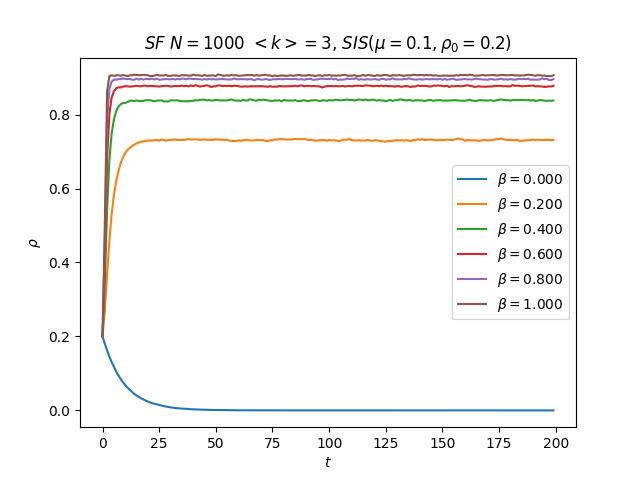 SF N = 1000 < k > = 3, SIS(μ = 0.1, ρ₀ = 0.2)
ρ
0.8
0.6
0.4
0.2
0.0
β = 0.000
β = 0.200
β = 0.400
β = 0.600
β = 0.800
β = 1.000
0 25 50 75 100 125 150 175 200
t